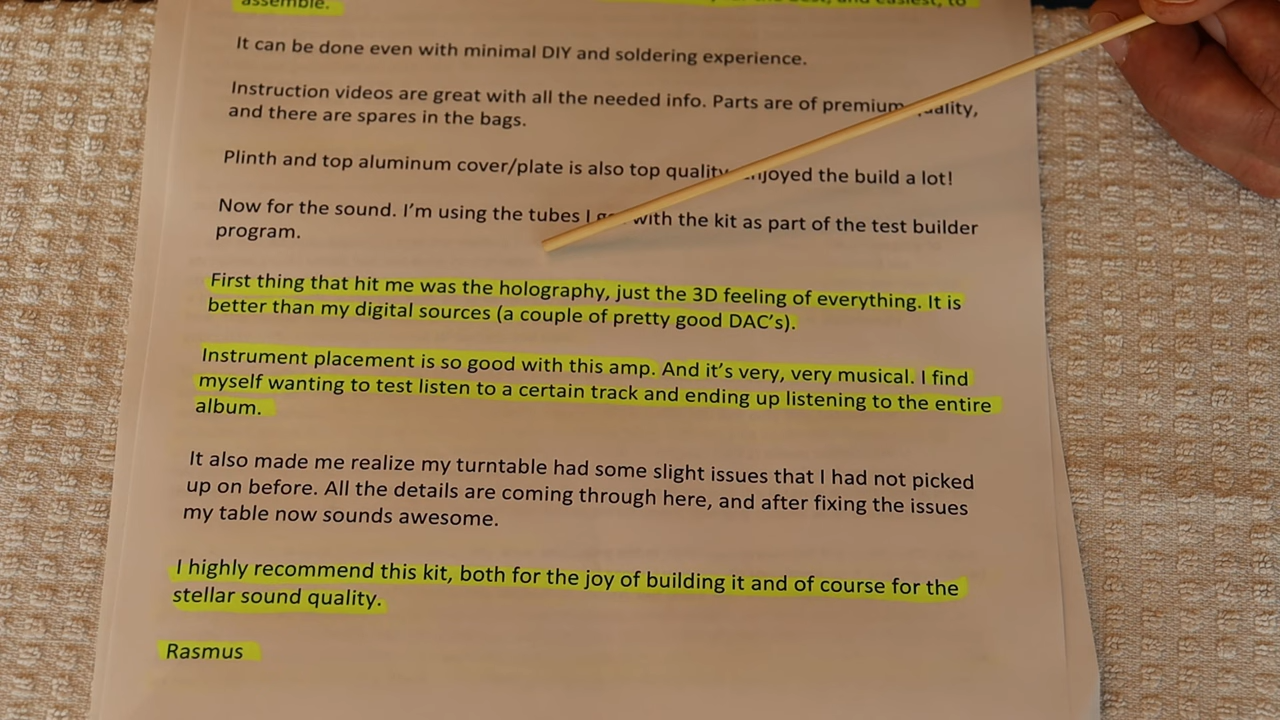 assemble. best, and easiest, to
It can be done even with minimal DIY and soldering experience.
Instruction videos are great with all the needed info. Parts are of premium
and there are spares in the bags.
Plinth and top aluminum cover/plate is also top quality the build a lot!
Now for the sound. I'm using the tubes I with the kit as part of the test builder
program.
First thing that hit me was the holography, just the 3D feeling of everything. It is
better than my digital sources (a couple of pretty good DAC's).
Instrument placement is so good with this amp. And it's very, very musical. I find
myself wanting to test listen to a certain track and ending up listening to the entire
album.
It also made me realize my turntable had some slight issues that I had not picked
up on before. All the details are coming through here, and after fixing the issues
my table now sounds awesome.
I highly recommend this kit, both for the joy of building it and of course for the
stellar sound quality.
Rasmus